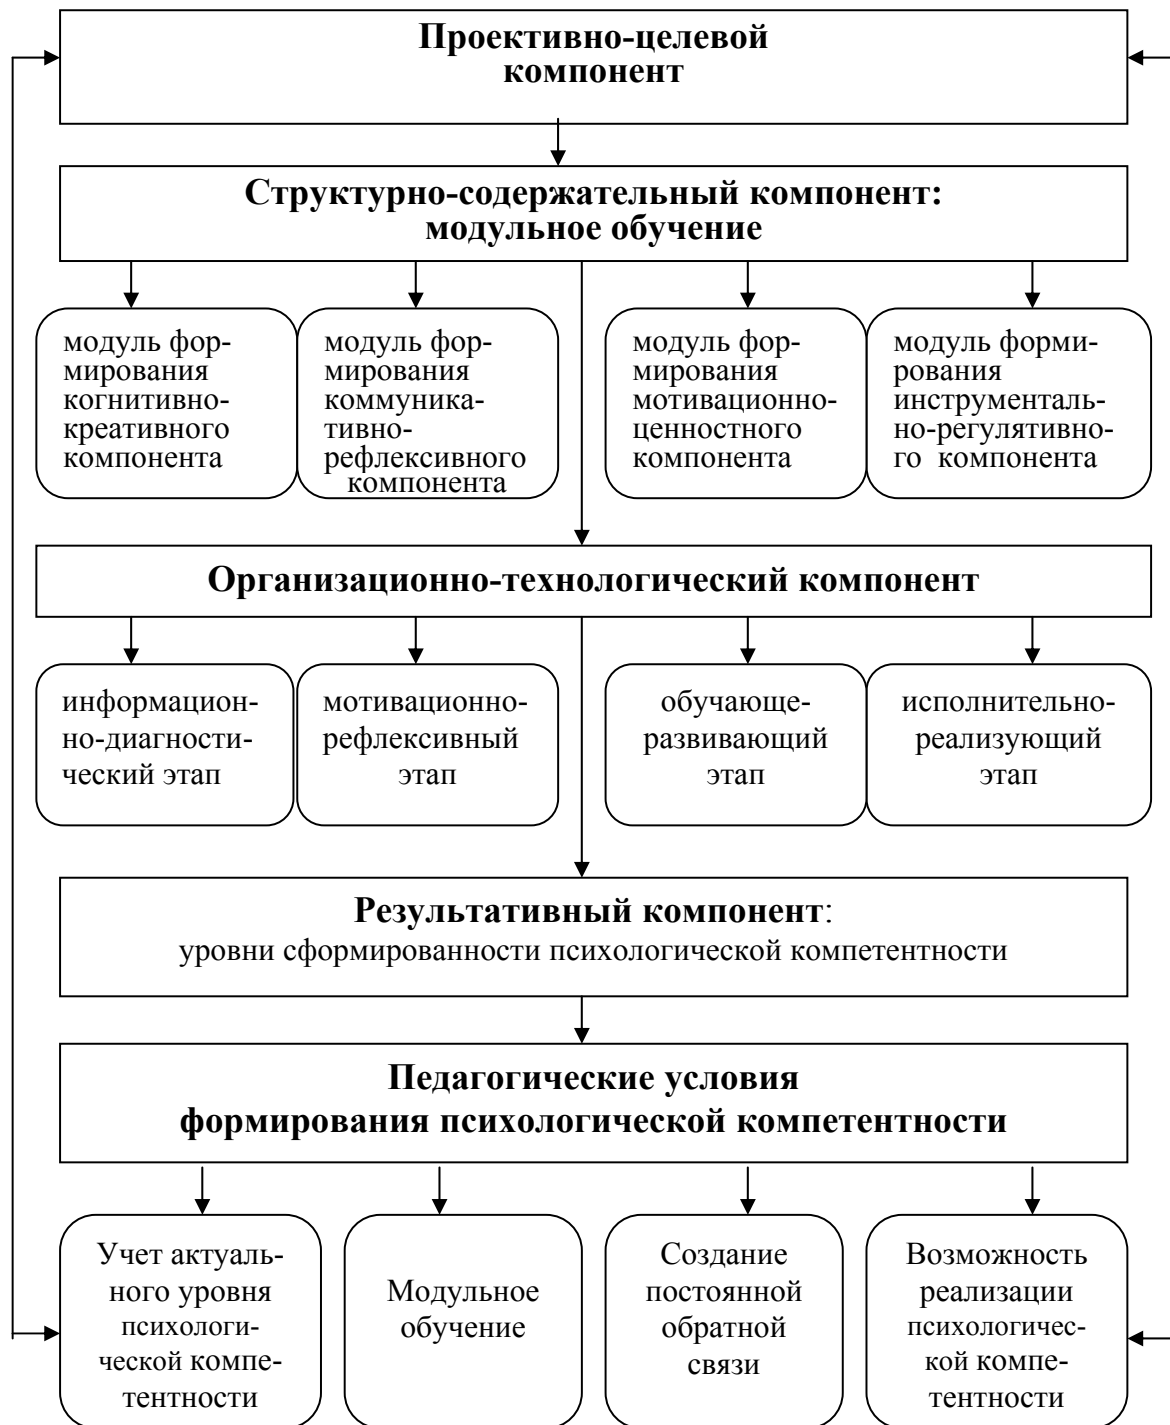 Проективно-целевой
компонент
Структурно-содержательный компонент:
модульное обучение
модуль фор-
мирования
когнитивно-
креативного
компонента
модуль фор-
мирования
коммуника-
тивно-
рефлексивного
компонента
модуль фор-
мирования
мотивационно-
ценностного
компонента
модуль форми-
рования
инструменталь-
но-регулятивно-
го компонента
Организационно-технологический компонент
информацион-
но-диагности-
ческий этап
мотивационно-
рефлексивный
этап
обучающе-
развивающий
этап
исполнительно-
реализующий
этап
Результативный компонент:
уровни сформированности психологической компетентности
Педагогические условия
формирования психологической компетентности
Учет актуаль-
ного уровня
психологи-
ческой компе-
тентности
Модульное
обучение
Создание
постоянной
обратной
связи
Возможность
реализации
психологичес-
кой компе-
тентности